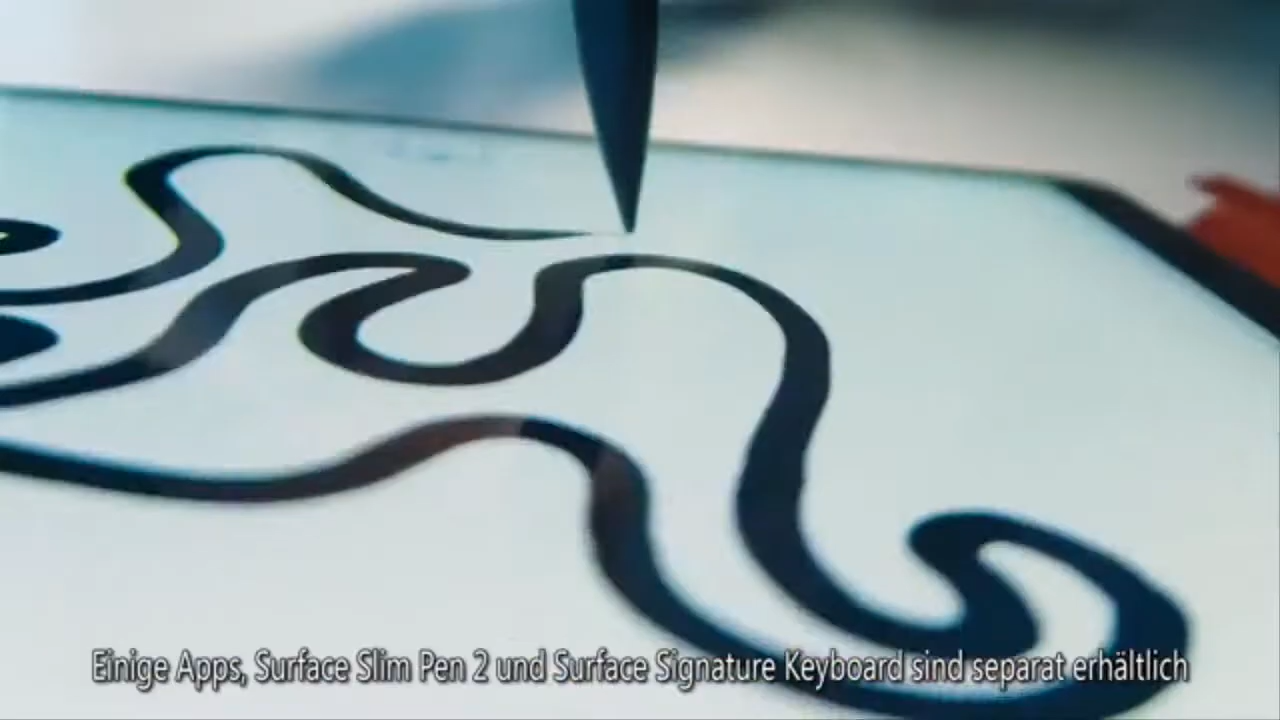 Einige Apps, Surface Slim Pen 2 und Surface Signature Keyboard sind separat erhältlich